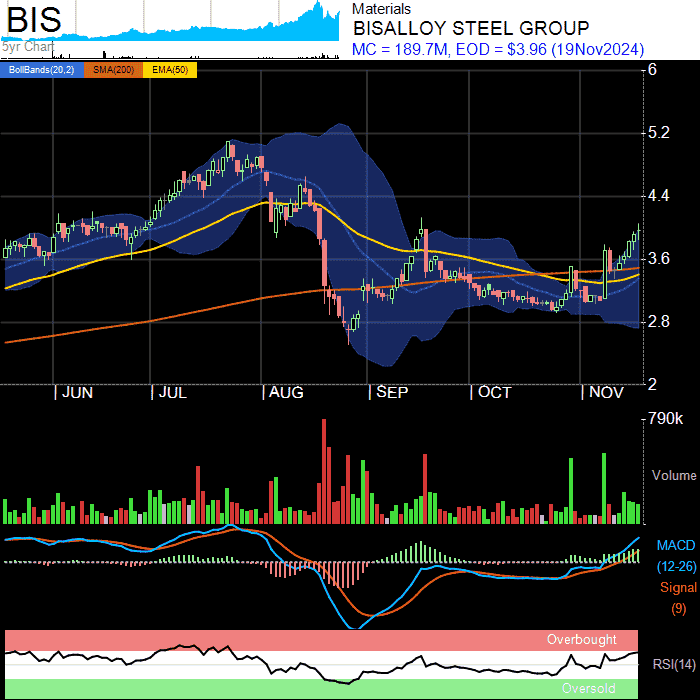 BIS
5yr Chart
Materials
BISALLOY STEEL GROUP
MC = 189.7M, EOD = $3.96 (19Nov2024)
BollBands(20,2) SMA(200) EMA(50)
6
5.2
4.4
3.6
2.8
2
JUN JUL AUG SEP OCT NOV
790k
Volume
MACD
(12-26)
Signal
(9)
Overbought
RSI(14)
Oversold